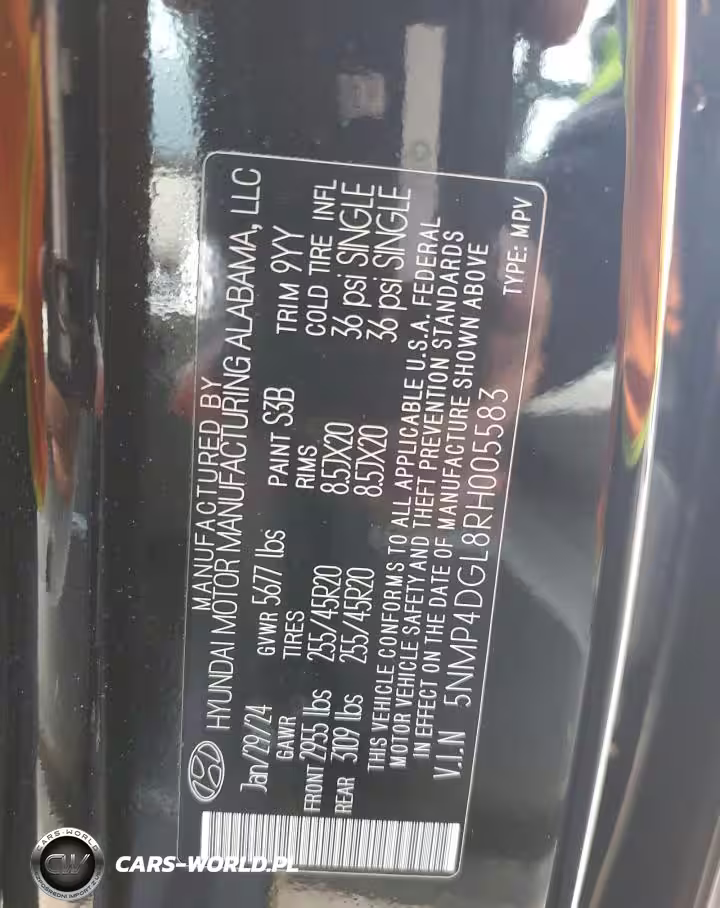 MANUFACTURED BY
HYUNDAI MOTOR MANUFACTURING ALABAMA, LLC
Jan/29/24 GVWR 5677 lbs PAINT S3B TRIM 9YY
GAWR TIRES RIMS COLD TIRE INFL
FRONT 2955 lbs 255/45R20 8.5JX20 36 psi SINGLE
REAR 3109 lbs 255/45R20 8.5JX20 36 psi SINGLE
THIS VEHICLE CONFORMS TO ALL APPLICABLE U.S.A. FEDERAL
MOTOR VEHICLE SAFETY AND THEFT PREVENTION STANDARDS
IN EFFECT ON THE DATE OF MANUFACTURE SHOWN ABOVE
V.I.N 5NMP4DGL8RH005583 TYPE: MPV
CARS-WORLD
CW
CARS-WORLD.PL